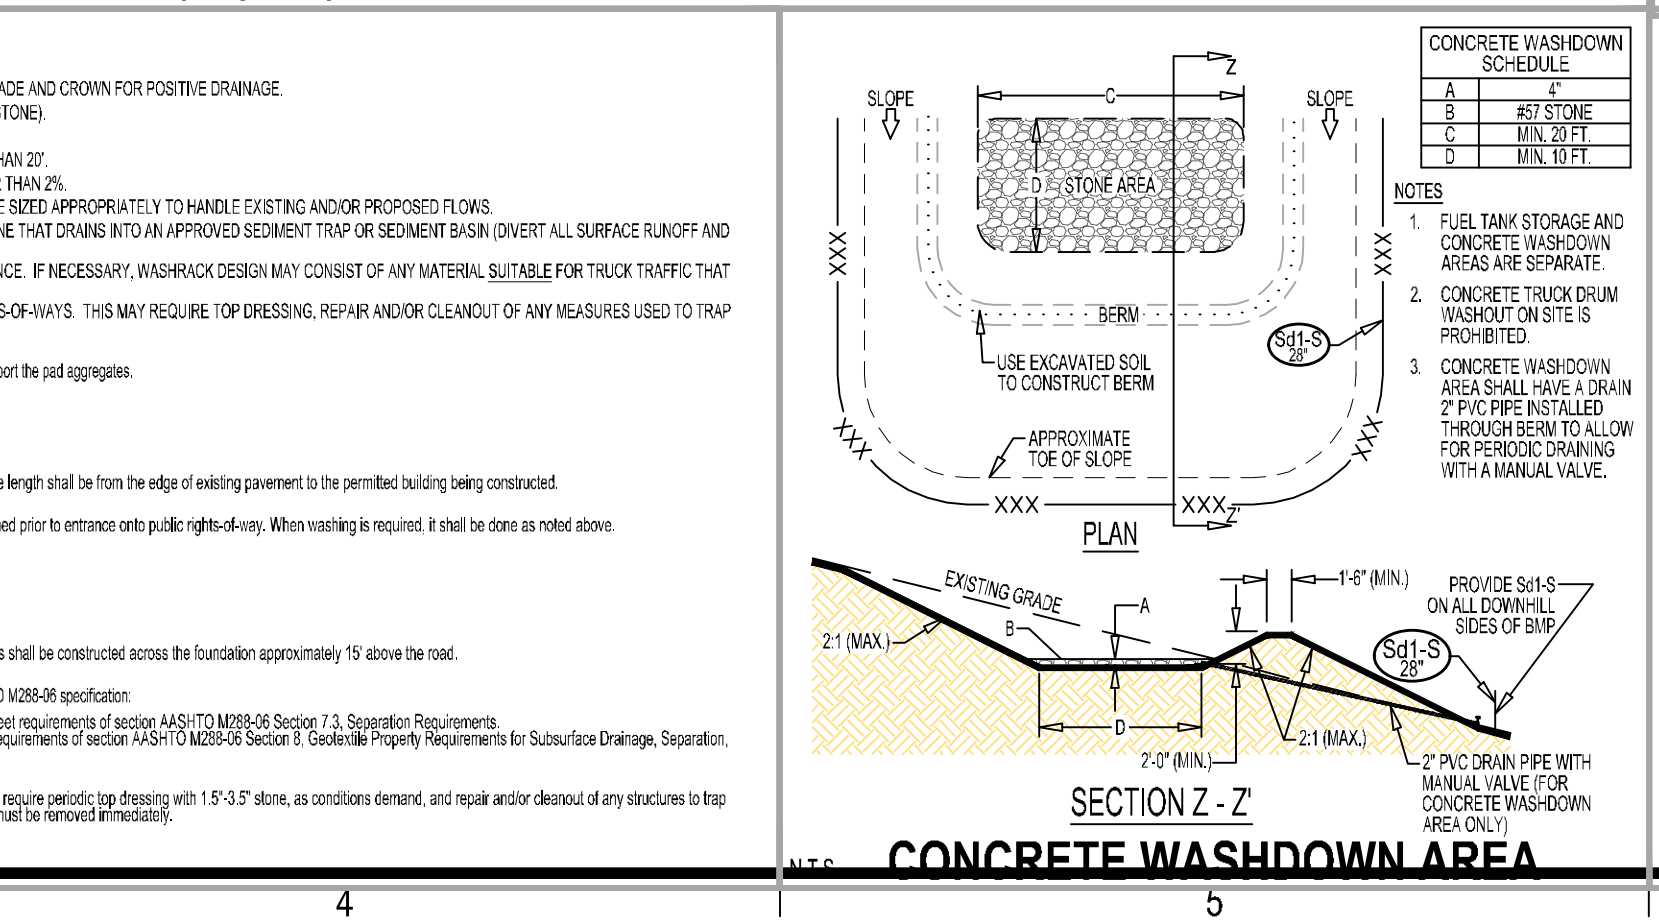 ADE AND CROWN FOR POSITIVE DRAINAGE.
STONE).
HAN 20'.
R THAN 2%.
E SIZED APPROPRIATELY TO HANDLE EXISTING AND/OR PROPOSED FLOWS.
NE THAT DRAINS INTO AN APPROVED SEDIMENT TRAP OR SEDIMENT BASIN (DIVERT ALL SURFACE RUNOFF AND
NCE. IF NECESSARY, WASHRACK DESIGN MAY CONSIST OF ANY MATERIAL SUITABLE FOR TRUCK TRAFFIC THAT
S-OF-WAYS. THIS MAY REQUIRE TOP DRESSING, REPAIR AND/OR CLEANOUT OF ANY MEASURES USED TO TRAP
port the pad aggregates.
e length shall be from the edge of existing pavement to the permitted building being constructed.
ned prior to entrance onto public rights-of-way. When washing is required, it shall be done as noted above.
s shall be constructed across the foundation approximately 15' above the road.
O M288-06 specification:
eet requirements of section AASHTO M288-06 Section 7.3, Separation Requirements.
equirements of section AASHTO M288-06 Section 8, Geotextile Property Requirements for Subsurface Drainage, Separation,
require periodic top dressing with 1.5"-3.5" stone, as conditions demand, and repair and/or cleanout of any structures to trap
must be removed immediately.
4
Z
C
SLOPE
SLOPE
D
STONE AREA
XXX
XXX
BERM
Sd1-S
28"
USE EXCAVATED SOIL
TO CONSTRUCT BERM
XXX
XXX
APPROXIMATE
TOE OF SLOPE
XXX
XXX
Z'
PLAN
CONCRETE WASHDOWN
SCHEDULE
A 4"
B #57 STONE
C MIN. 20 FT.
D MIN. 10 FT.
NOTES
1. FUEL TANK STORAGE AND
CONCRETE WASHDOWN
AREAS ARE SEPARATE.
2. CONCRETE TRUCK DRUM
WASHOUT ON SITE IS
PROHIBITED.
3. CONCRETE WASHDOWN
AREA SHALL HAVE A DRAIN
2" PVC PIPE INSTALLED
THROUGH BERM TO ALLOW
FOR PERIODIC DRAINING
WITH A MANUAL VALVE.
EXISTING GRADE
A
B
2:1 (MAX.)
1'-6" (MIN.)
PROVIDE Sd1-S
ON ALL DOWNHILL
SIDES OF BMP
Sd1-S
28"
D
2'-0" (MIN.)
2:1 (MAX.)
2" PVC DRAIN PIPE WITH
MANUAL VALVE (FOR
CONCRETE WASHDOWN
AREA ONLY)
SECTION Z - Z'
N.T.S.
CONCRETE WASHDOWN AREA
5